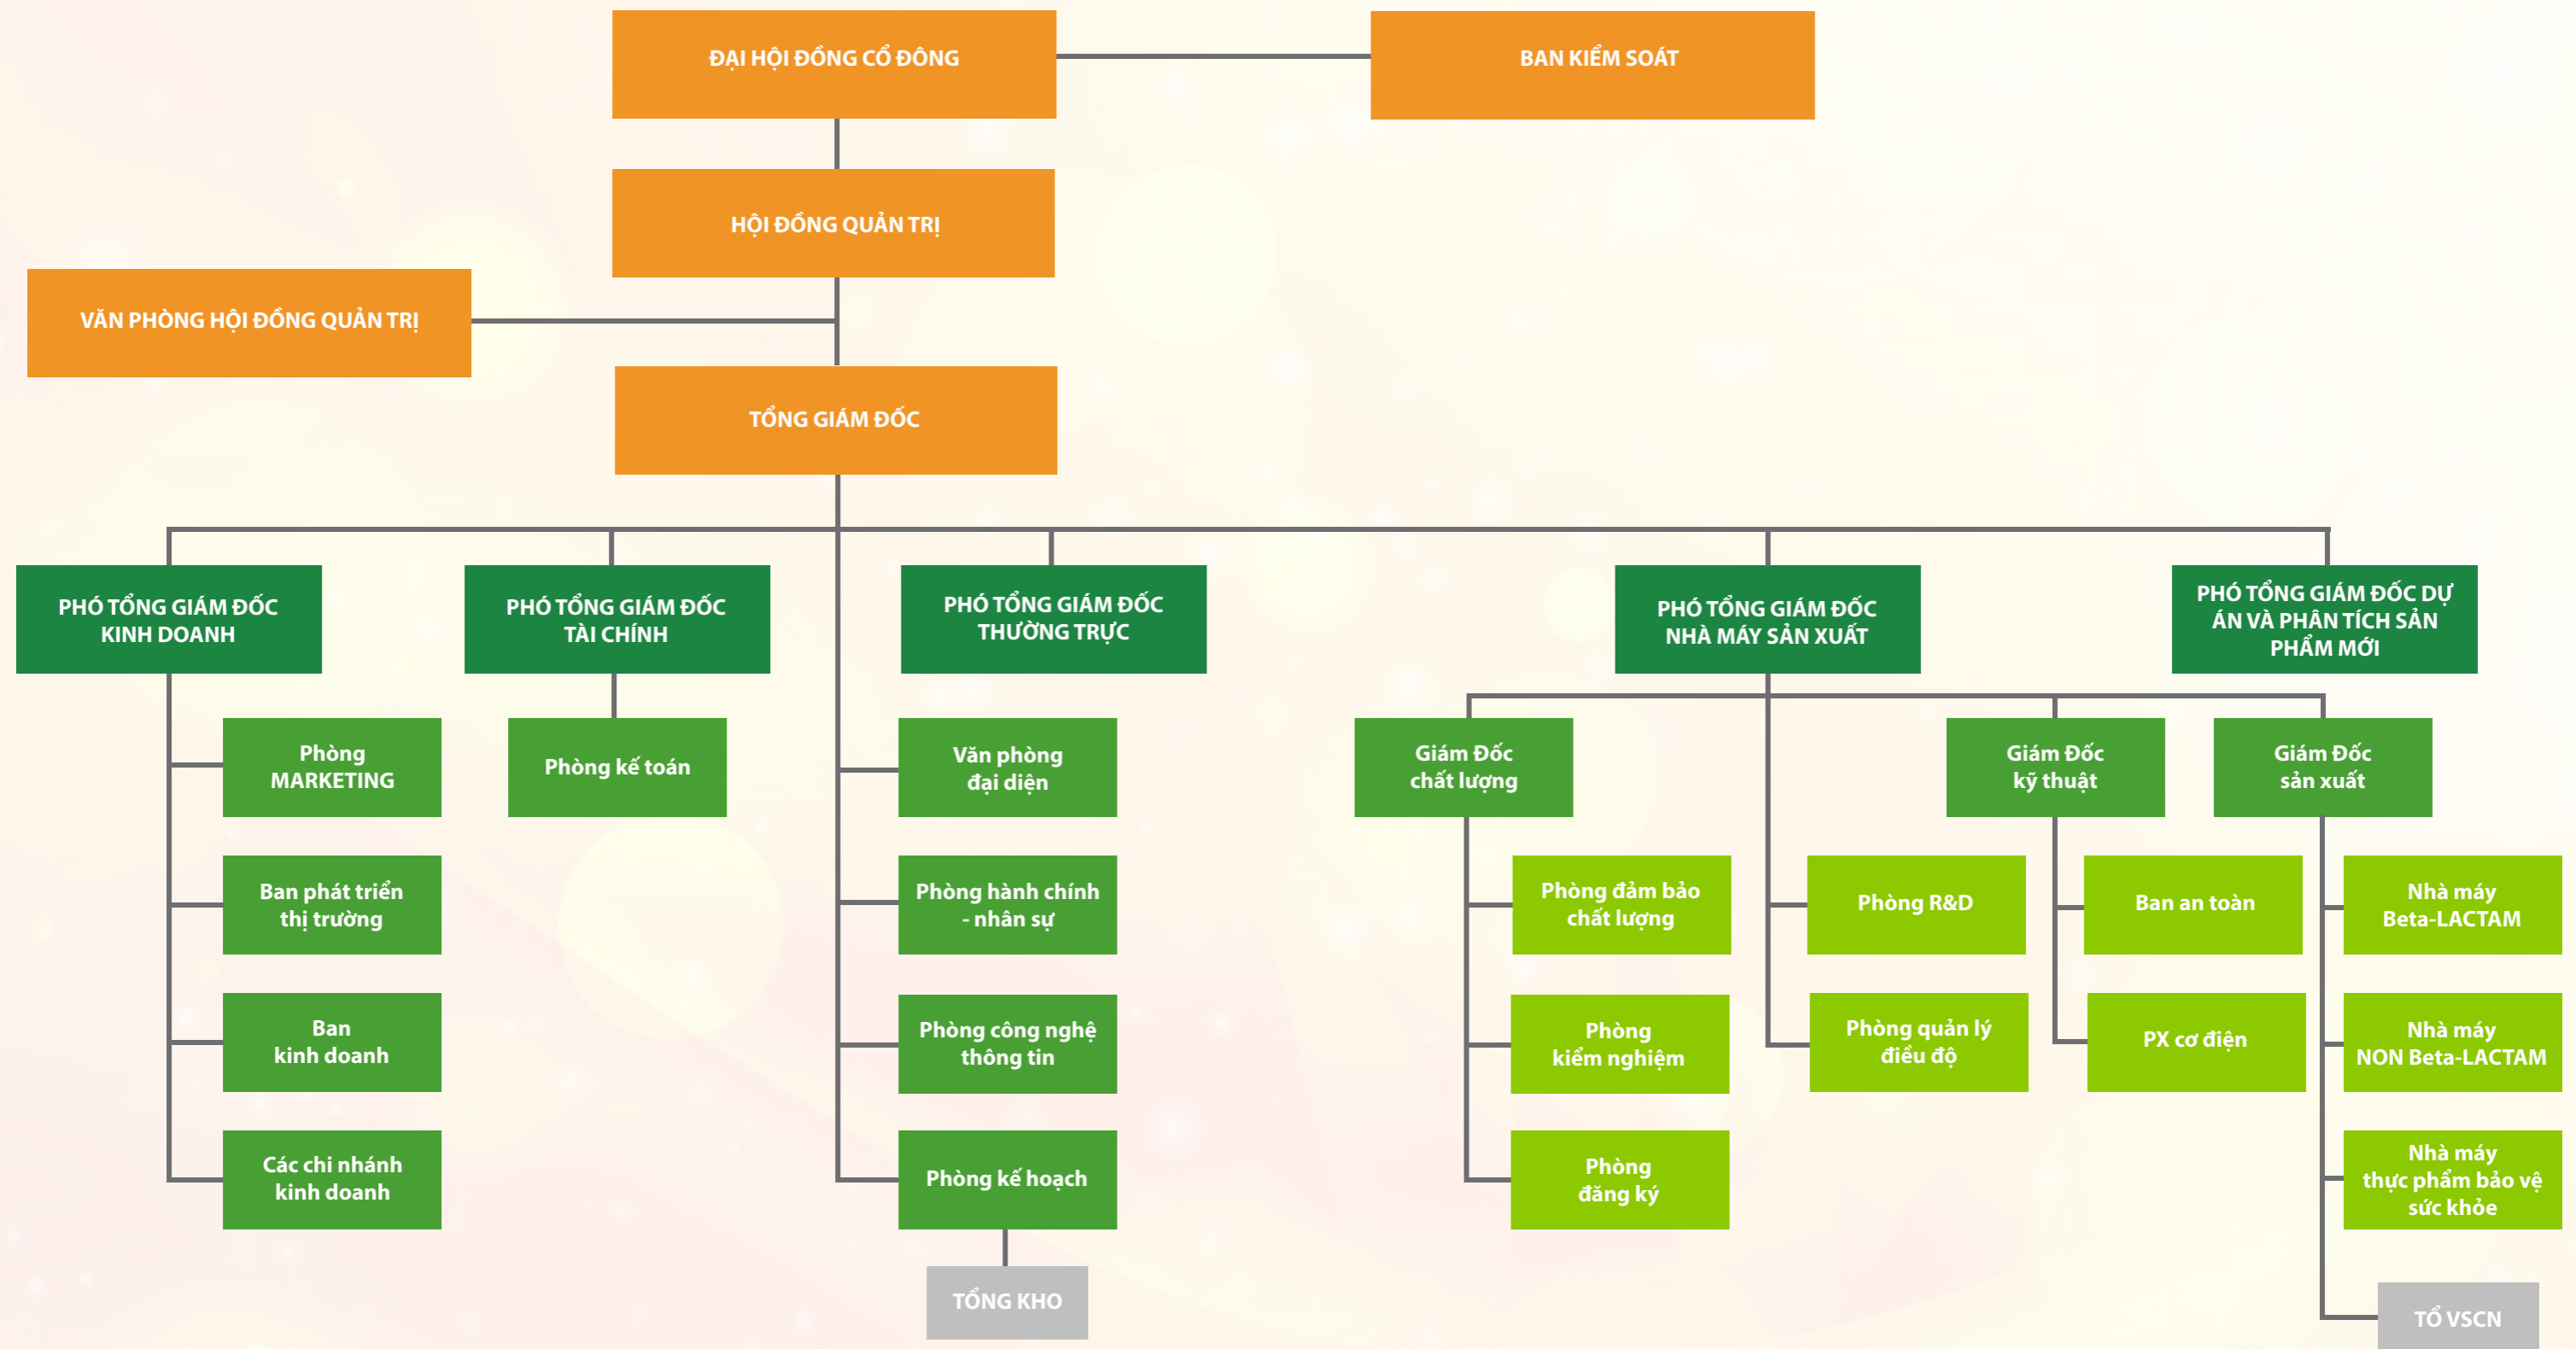 ĐẠI HỘI ĐỒNG CỔ ĐÔNG
BAN KIỂM SOÁT
HỘI ĐỒNG QUẢN TRỊ
VĂN PHÒNG HỘI ĐỒNG QUẢN TRỊ
TỔNG GIÁM ĐỐC
PHÓ TỔNG GIÁM ĐỐC
KINH DOANH
PHÓ TỔNG GIÁM ĐỐC
TÀI CHÍNH
PHÓ TỔNG GIÁM ĐỐC
THƯỜNG TRỰC
PHÓ TỔNG GIÁM ĐỐC
NHÀ MÁY SẢN XUẤT
PHÓ TỔNG GIÁM ĐỐC DỰ
ÁN VÀ PHÂN TÍCH SẢN
PHẨM MỚI
Phòng
MARKETING
Phòng kế toán
Văn phòng
đại diện
Giám Đốc
chất lượng
Giám Đốc
kỹ thuật
Giám Đốc
sản xuất
Ban phát triển
thị trường
Phòng hành chính
- nhân sự
Phòng đảm bảo
chất lượng
Phòng R&D
Ban an toàn
Nhà máy
Beta-LACTAM
Ban
kinh doanh
Phòng công nghệ
thông tin
Phòng
kiểm nghiệm
Phòng quản lý
điều độ
PX cơ điện
Nhà máy
NON Beta-LACTAM
Các chi nhánh
kinh doanh
Phòng kế hoạch
Phòng
đăng ký
Nhà máy
thực phẩm bảo vệ
sức khỏe
TỔNG KHO
TỔ VSCN